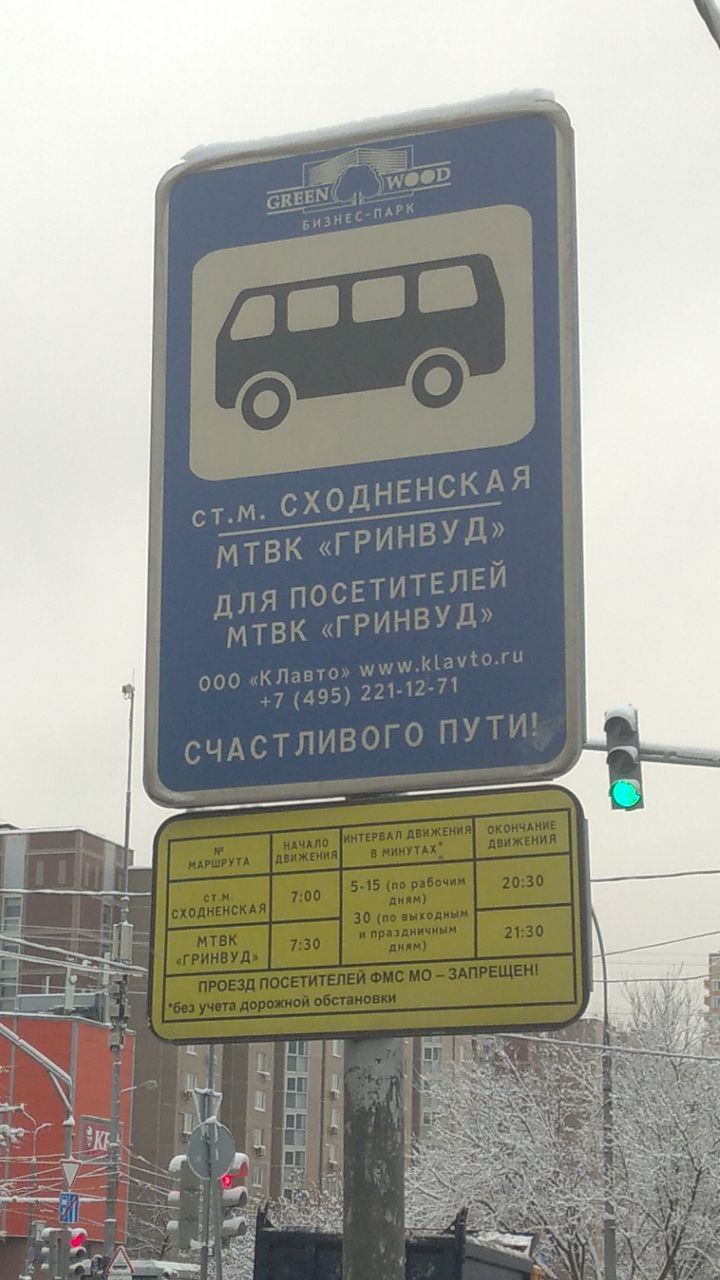 GREEN WOOD
БИЗНЕС-ПАРК
СТ.М. СХОДНЕНСКАЯ
МТВК «ГРИНВУД»
ДЛЯ ПОСЕТИТЕЛЕЙ
МТВК «ГРИНВУД»
ООО «КЛавто» www.klavto.ru
+7 (495) 221-12-71
СЧАСТЛИВОГО ПУТИ!
№ МАРШРУТА
НАЧАЛО ДВИЖЕНИЯ
ИНТЕРВАЛ ДВИЖЕНИЯ В МИНУТАХ*
ОКОНЧАНИЕ ДВИЖЕНИЯ
СТ.М. СХОДНЕНСКАЯ
7:00
5-15 (по рабочим дням)
20:30
МТВК «ГРИНВУД»
7:30
30 (по выходным и праздничным дням)
21:30
ПРОЕЗД ПОСЕТИТЕЛЕЙ ФМС МО – ЗАПРЕЩЕН!
*без учета дорожной обстановки